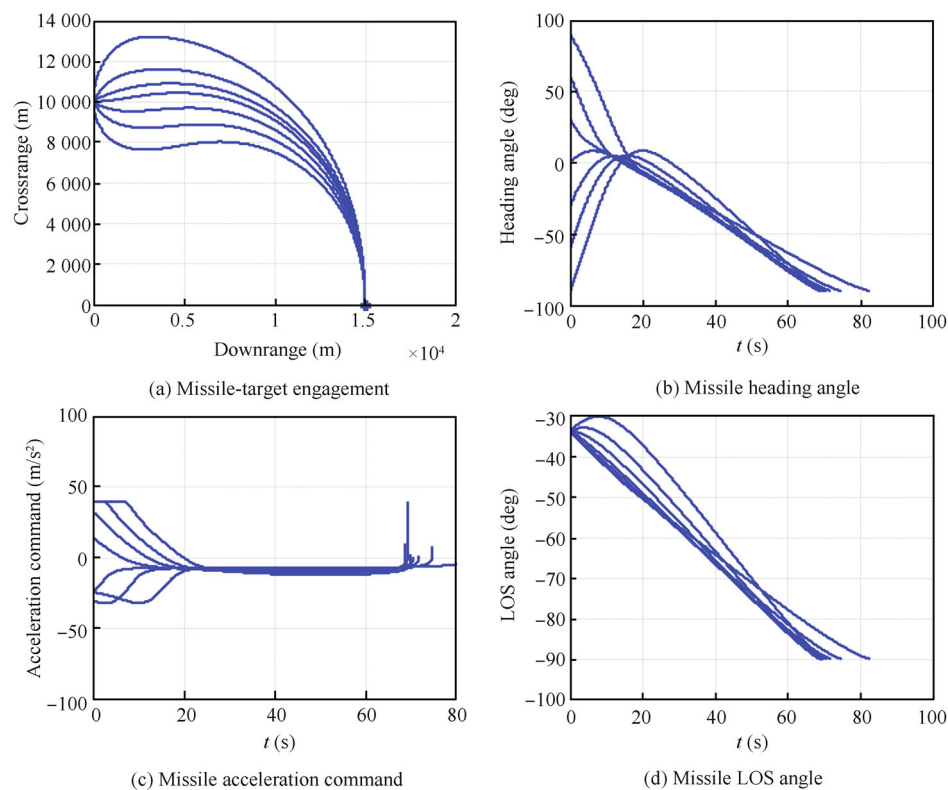 14 000
12 000
10 000
8 000
6 000
4 000
2 000
0
Crossrange (m)
0 0.5 1.5 1.5 2
Downrange (m) ×10⁴
(a) Missile-target engagement
100
50
0
−50
−100
Heading angle (deg)
0 20 40 60 80 100
t (s)
(b) Missile heading angle
100
50
0
−50
−100
Acceleration command (m/s²)
0 20 40 60 80
t (s)
(c) Missile acceleration command
−30
−40
−50
−60
−70
−80
−90
−100
LOS angle (deg)
0 20 40 60 80 100
t (s)
(d) Missile LOS angle